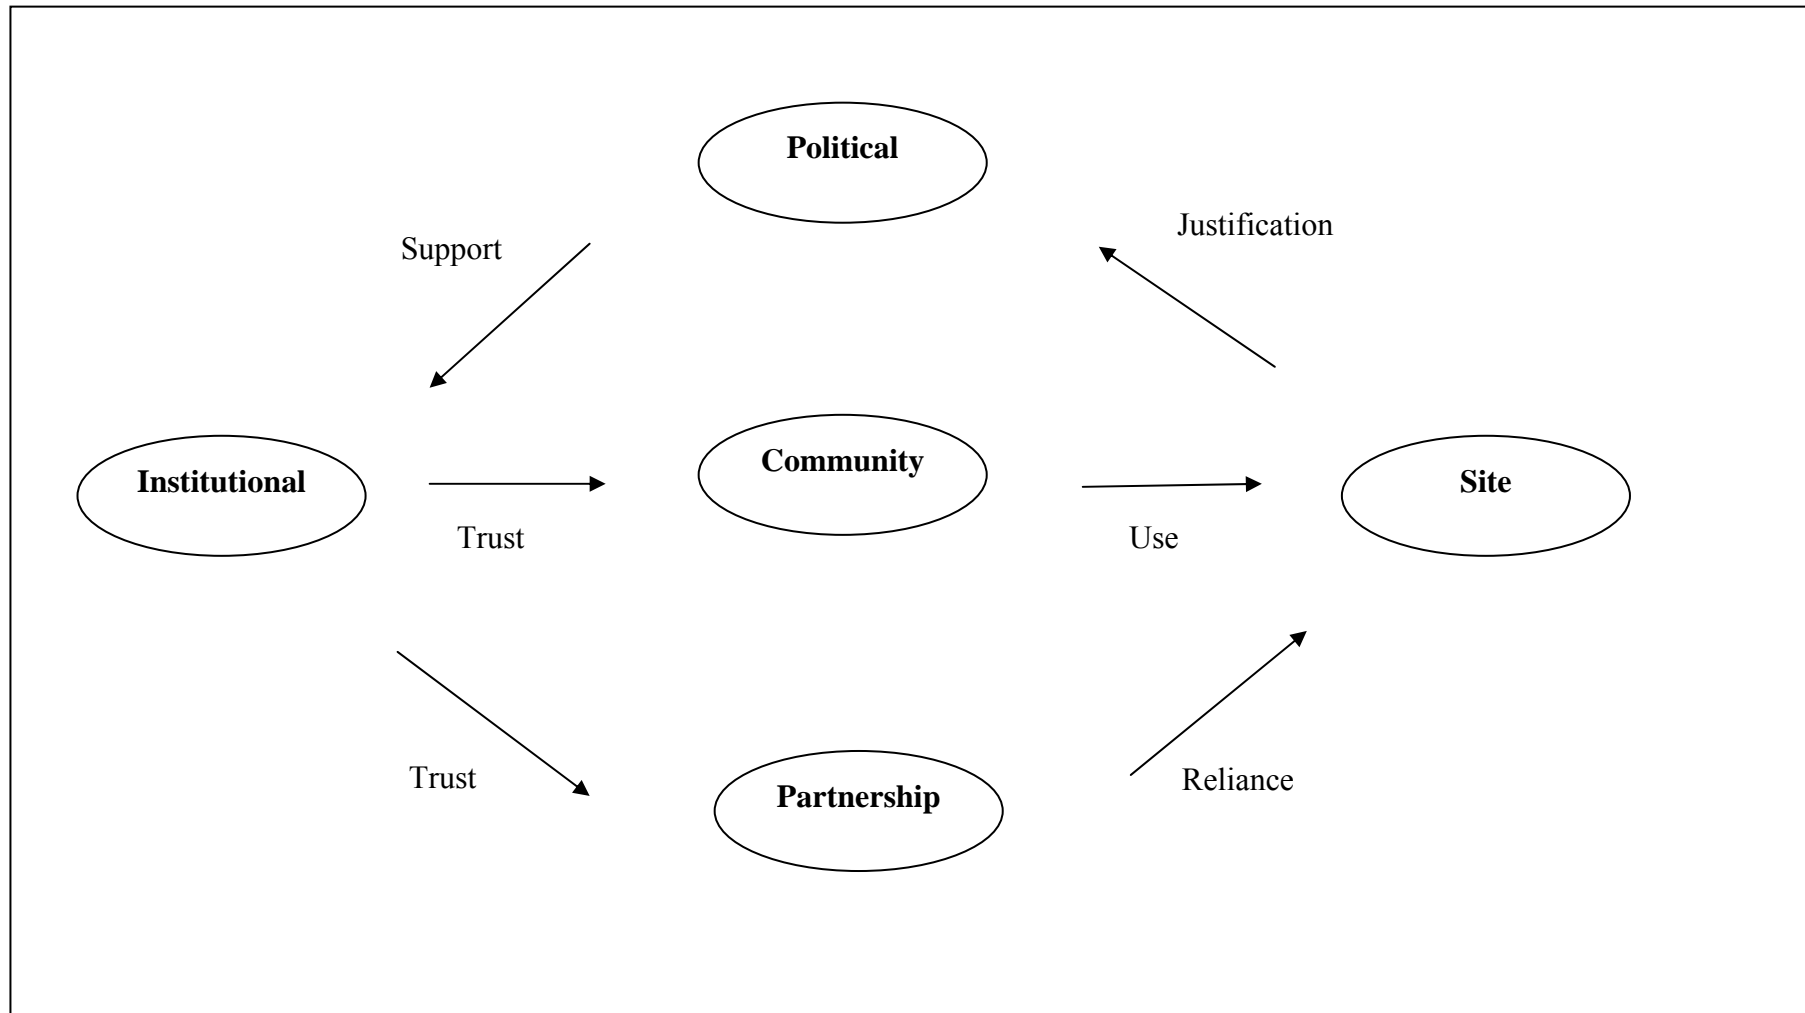 Political
Justification
Support
Community
Institutional
Site
Trust
Use
Trust
Partnership
Reliance